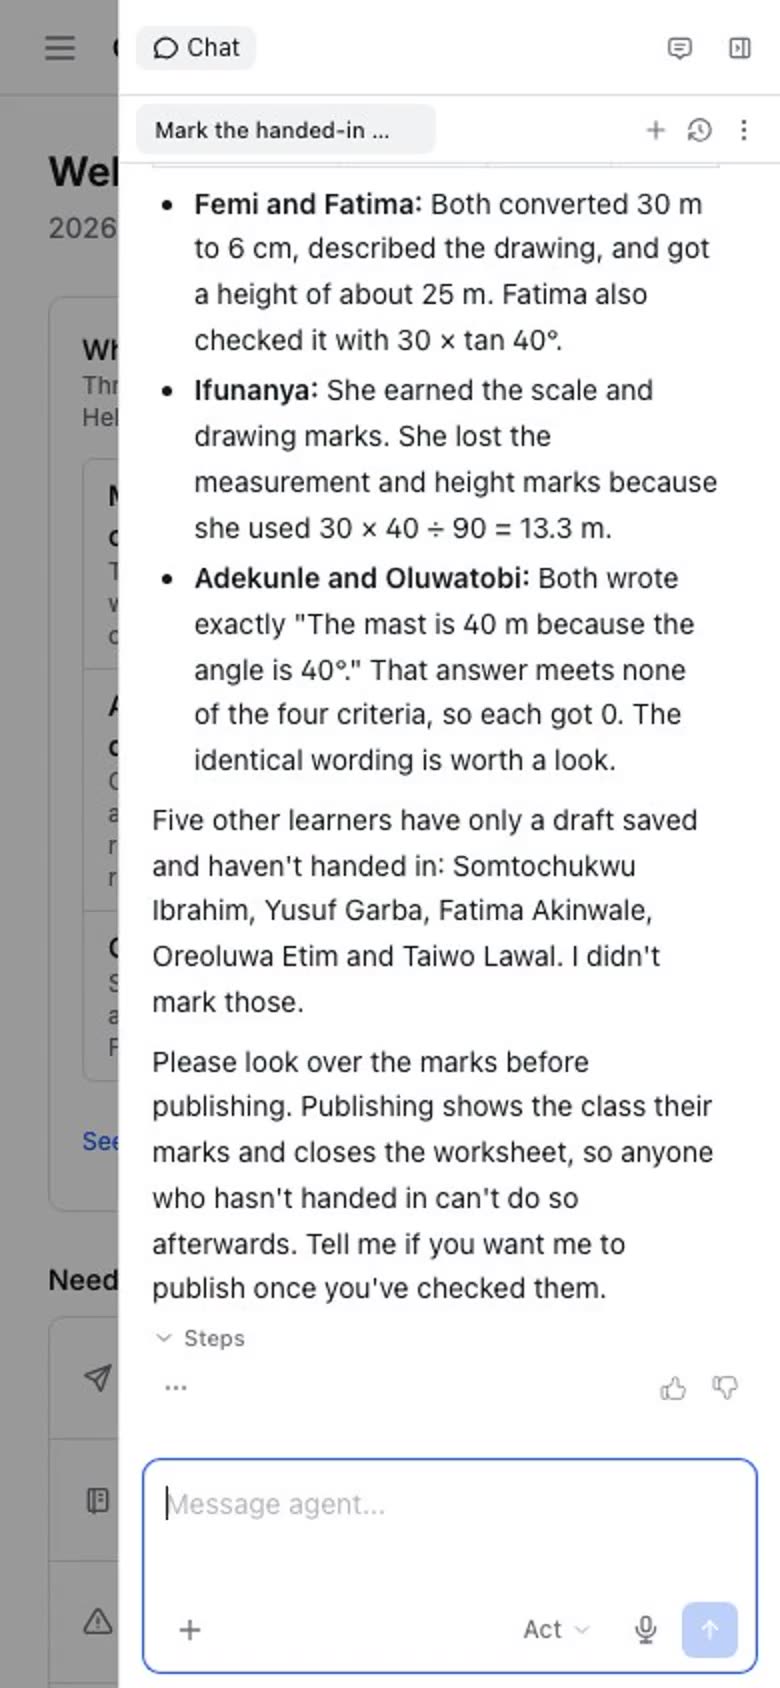 Chat
Mark the handed-in ...
Wel
2026
Wh
Thr
Hel
See
Need
• Femi and Fatima: Both converted 30 m
to 6 cm, described the drawing, and got
a height of about 25 m. Fatima also
checked it with 30 × tan 40°.
• Ifunanya: She earned the scale and
drawing marks. She lost the
measurement and height marks because
she used 30 × 40 ÷ 90 = 13.3 m.
• Adekunle and Oluwatobi: Both wrote
exactly "The mast is 40 m because the
angle is 40°." That answer meets none
of the four criteria, so each got 0. The
identical wording is worth a look.
Five other learners have only a draft saved
and haven't handed in: Somtochukwu
Ibrahim, Yusuf Garba, Fatima Akinwale,
Oreoluwa Etim and Taiwo Lawal. I didn't
mark those.
Please look over the marks before
publishing. Publishing shows the class their
marks and closes the worksheet, so anyone
who hasn't handed in can't do so
afterwards. Tell me if you want me to
publish once you've checked them.
Steps
...
Message agent...
Act